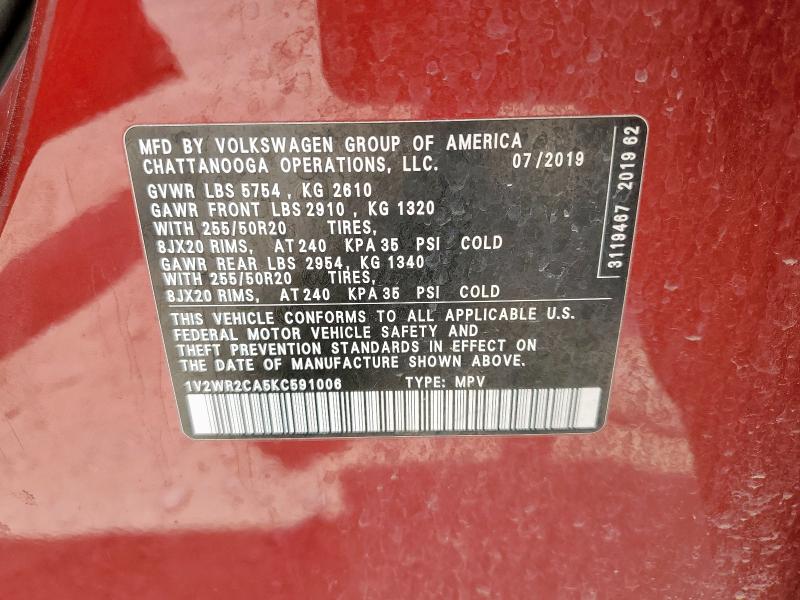 MFD BY VOLKSWAGEN GROUP OF AMERICA
CHATTANOOGA OPERATIONS, LLC. 07/2019
GVWR LBS 5754 , KG 2610
GAWR FRONT LBS 2910 , KG 1320
WITH 255/50R20 TIRES,
8JX20 RIMS, AT 240 KPA 35 PSI COLD
GAWR REAR LBS 2954 , KG 1340
WITH 255/50R20 TIRES,
8JX20 RIMS, AT 240 KPA 35 PSI COLD
THIS VEHICLE CONFORMS TO ALL APPLICABLE U.S.
FEDERAL MOTOR VEHICLE SAFETY AND
THEFT PREVENTION STANDARDS IN EFFECT ON
THE DATE OF MANUFACTURE SHOWN ABOVE.
1V2WR2CA5KC591006 TYPE: MPV
3119467 2019 62